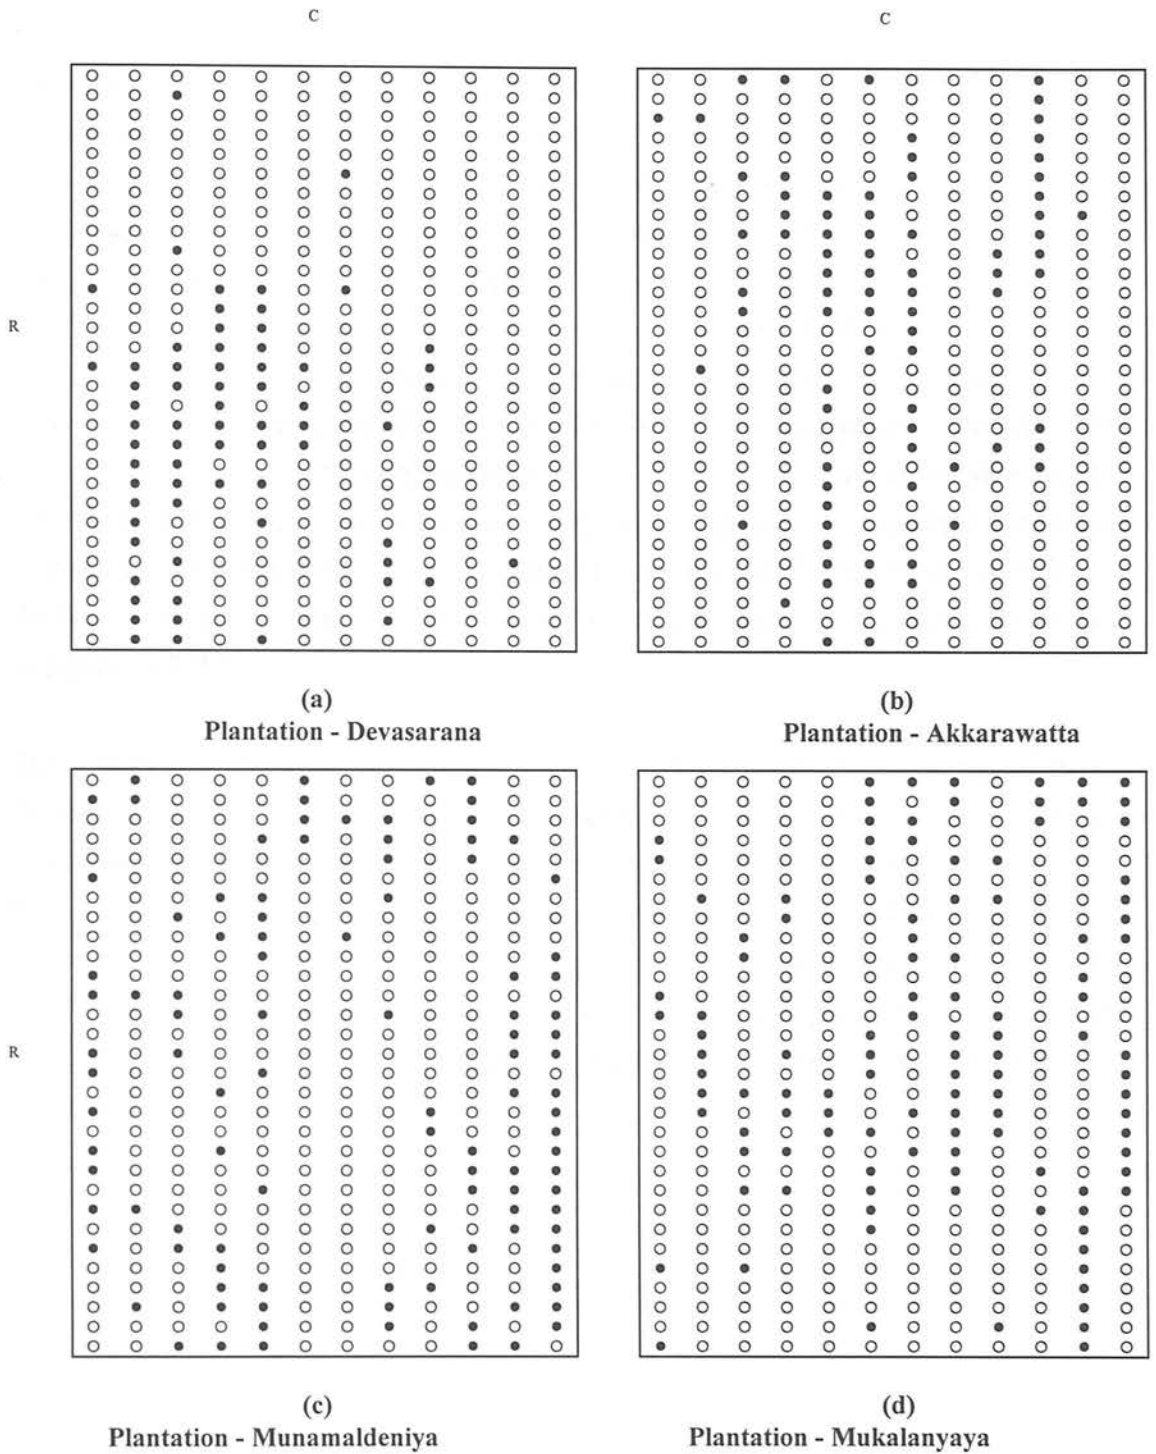 C
C
R
(a)
Plantation - Devasarana
(b)
Plantation - Akkarawatta
R
(c)
Plantation - Munamaldeniya
(d)
Plantation - Mukalanyaya